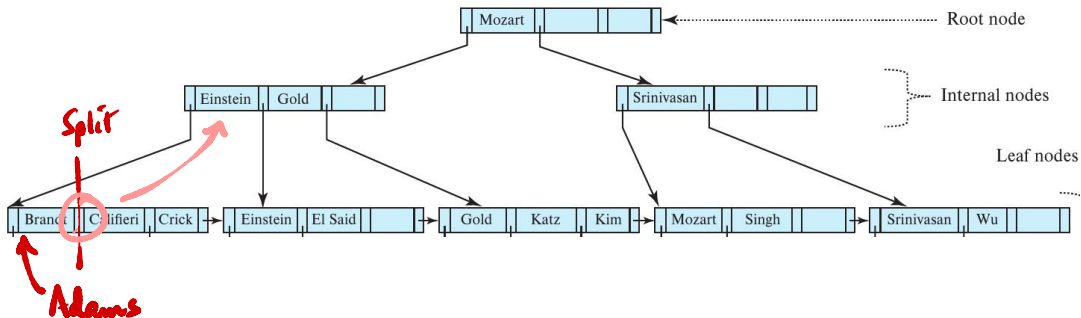 Mozart
Root node
Einstein Gold
Srinivasan
Internal nodes
Split
Leaf nodes
Brandt Califieri Crick
Einstein El Said
Gold Katz Kim
Mozart Singh
Srinivasan Wu
Adams